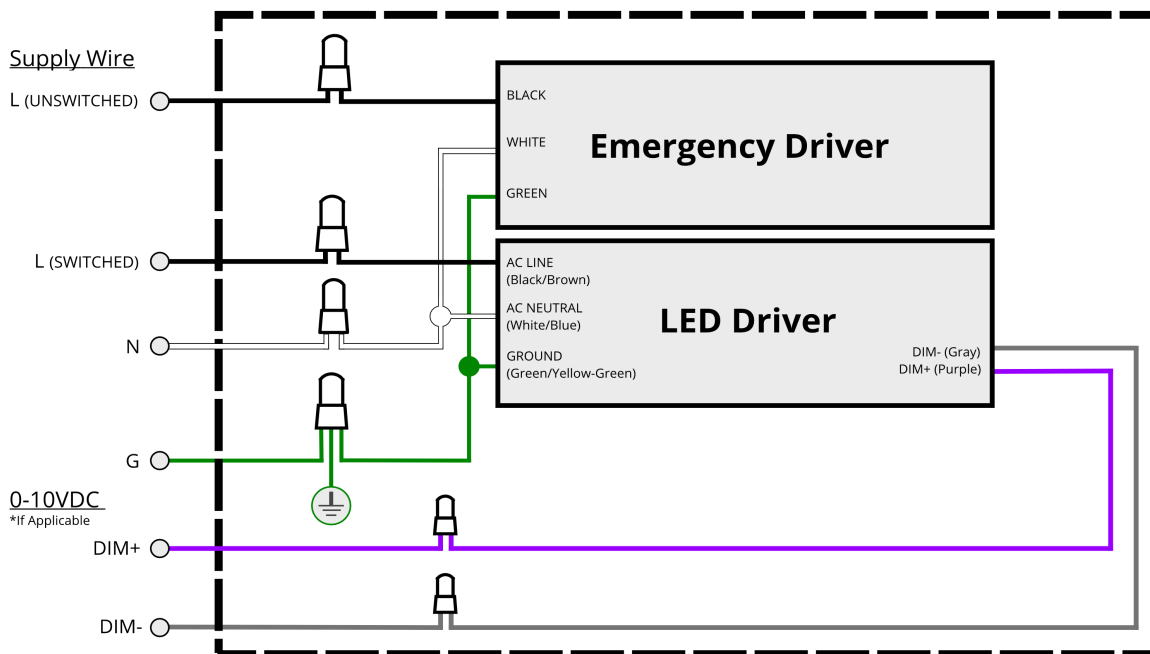 Supply Wire
L (UNSWITCHED)
BLACK
WHITE
Emergency Driver
GREEN
L (SWITCHED)
AC LINE
(Black/Brown)
AC NEUTRAL
(White/Blue)
LED Driver
N
GROUND
(Green/Yellow-Green)
DIM- (Gray)
DIM+ (Purple)
G
0-10VDC
*If Applicable
DIM+
DIM-